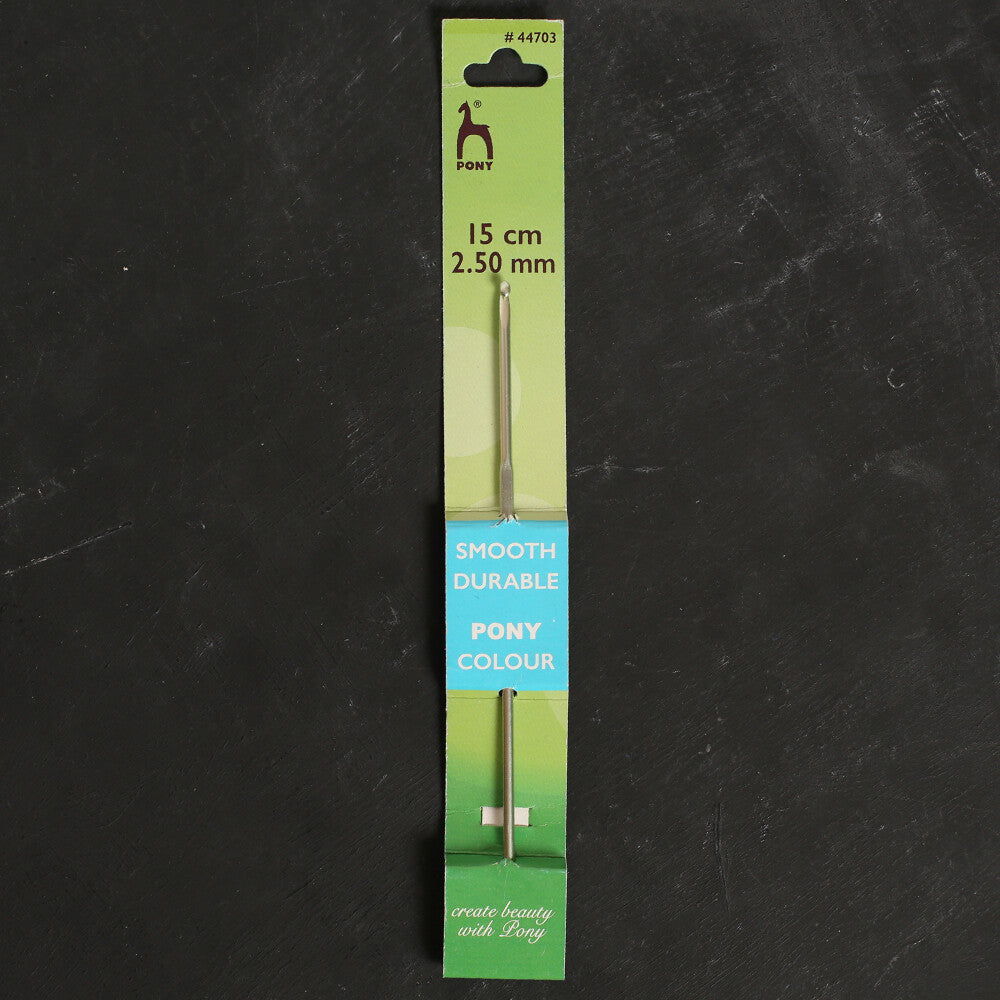 # 44703
®
PONY
15 cm
2.50 mm
SMOOTH
DURABLE
PONY
COLOUR
create beauty
with Pony